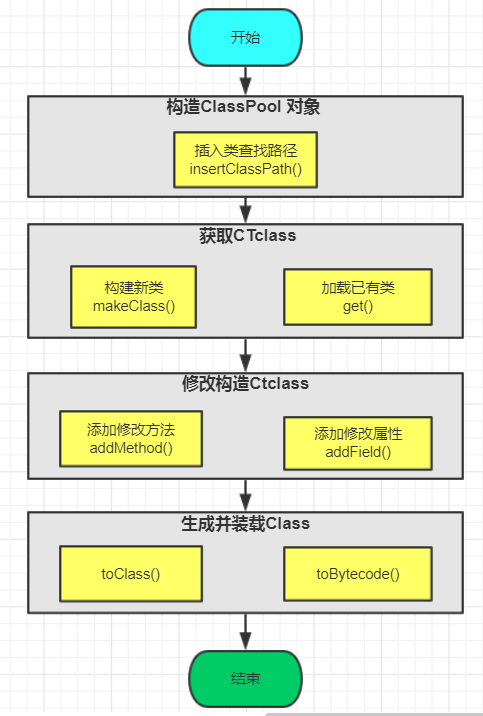 开始
构造ClassPool 对象
插入类查找路径
insertClassPath()
获取CTclass
构建新类
makeClass()
加载已有类
get()
修改构造Ctclass
添加修改方法
addMethod()
添加修改属性
addField()
生成并装载Class
toClass()
toBytecode()
结束